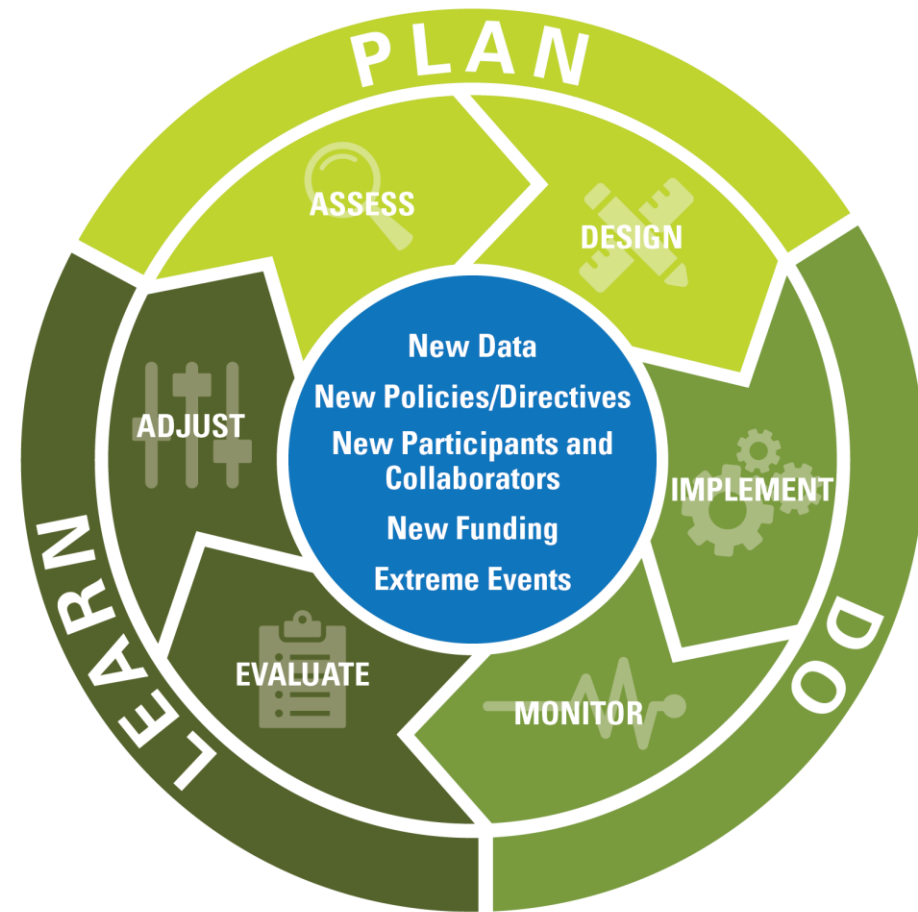 PLAN
ASSESS
DESIGN
New Data
New Policies/Directives
New Participants and
Collaborators
New Funding
Extreme Events
IMPLEMENT
DO
MONITOR
EVALUATE
LEARN
ADJUST